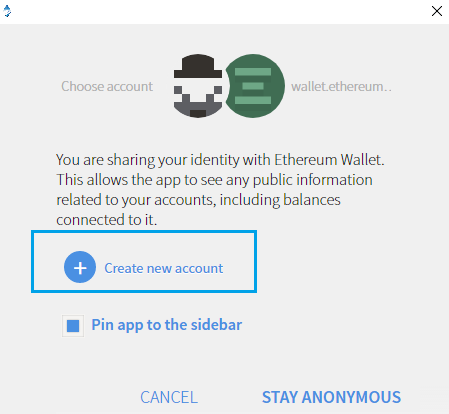 Choose account
wallet.ethereum..
You are sharing your identity with Ethereum Wallet.
This allows the app to see any public information
related to your accounts, including balances
connected to it.
Create new account
Pin app to the sidebar
CANCEL
STAY ANONYMOUS